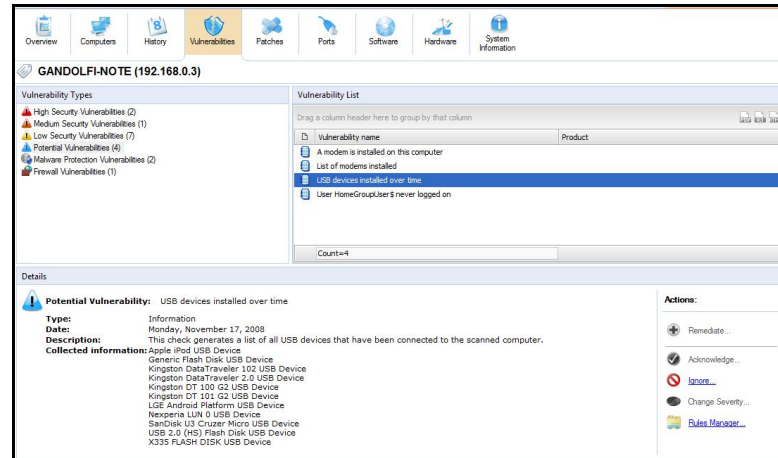 Overview
Computers
History
Vulnerabilities
Patches
Ports
Software
Hardware
System Information
GANDOLFI-NOTE (192.168.0.3)
Vulnerability Types
High Security Vulnerabilities (2)
Medium Security Vulnerabilities (1)
Low Security Vulnerabilities (7)
Potential Vulnerabilities (4)
Malware Protection Vulnerabilities (2)
Firewall Vulnerabilities (1)
Vulnerability List
Drag a column header here to group by that column
Vulnerability name
Product
A modem is installed on this computer
List of modems installed
USB devices installed over time
User HomeGroupUser$ never logged on
Count=4
Details
Potential Vulnerability: USB devices installed over time
Type: Information
Date: Monday, November 17, 2008
Description: This check generates a list of all USB devices that have been connected to the scanned computer.
Collected information: Apple iPod USB Device
Generic Flash Disk USB Device
Kingston DataTraveler 102 USB Device
Kingston DataTraveler 2.0 USB Device
Kingston DT 100 G2 USB Device
Kingston DT 101 G2 USB Device
LGE Android Platform USB Device
Nexperia LUN 0 USB Device
SanDisk U3 Cruzer Micro USB Device
USB 2.0 (HS) Flash Disk USB Device
X335 FLASH DISK USB Device
Actions:
Remediate...
Acknowledge...
Ignore...
Change Severity...
Rules Manager...